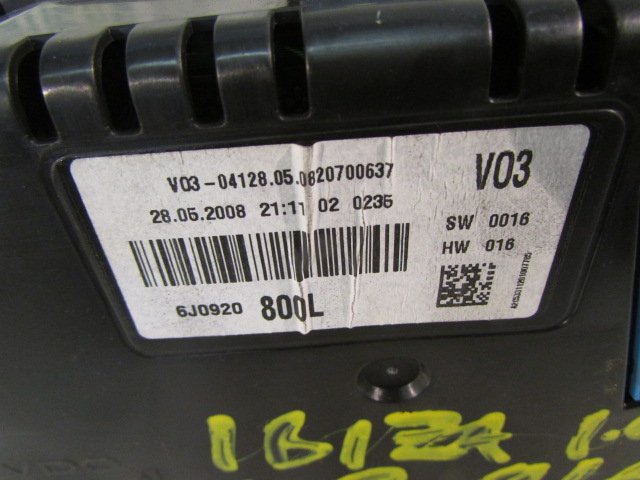 V03-04128.05.0820700637
V03
28.05.2008 21:11 02 0235
SW 0016
HW 016
6J0920 800L
VDO
IBIZA